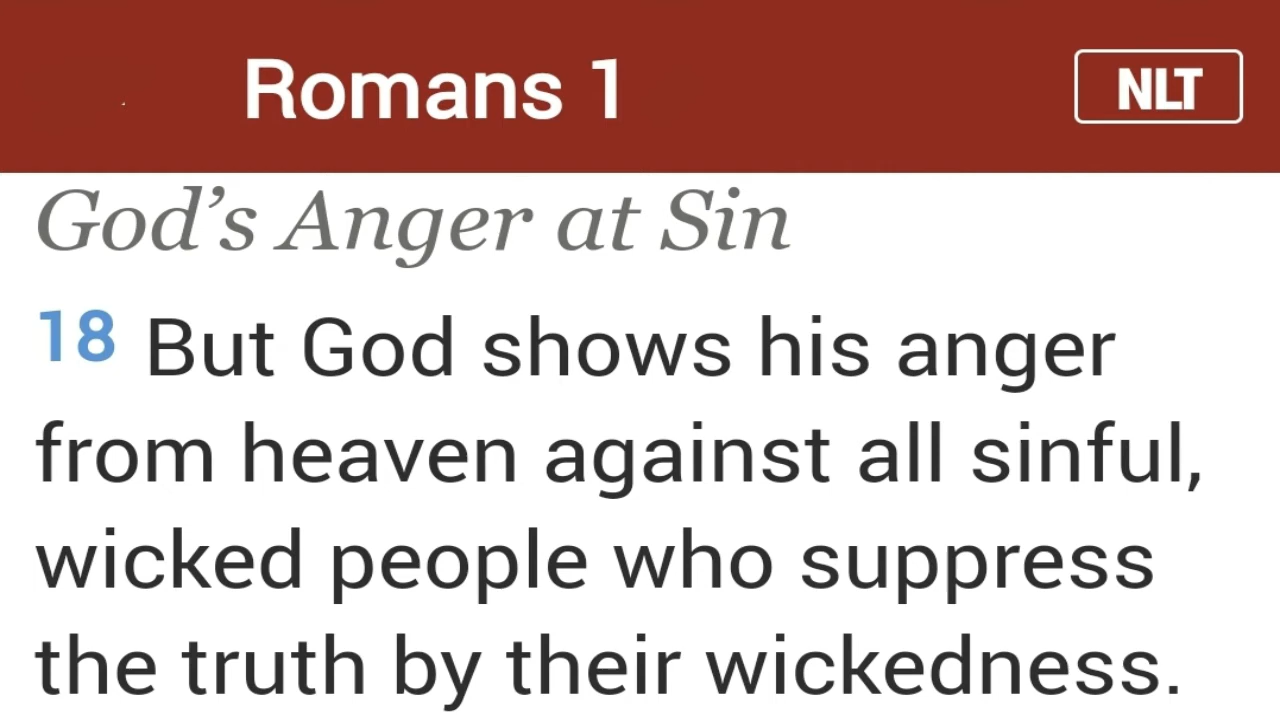 Romans 1
NLT
God’s Anger at Sin
18 But God shows his anger
from heaven against all sinful,
wicked people who suppress
the truth by their wickedness.